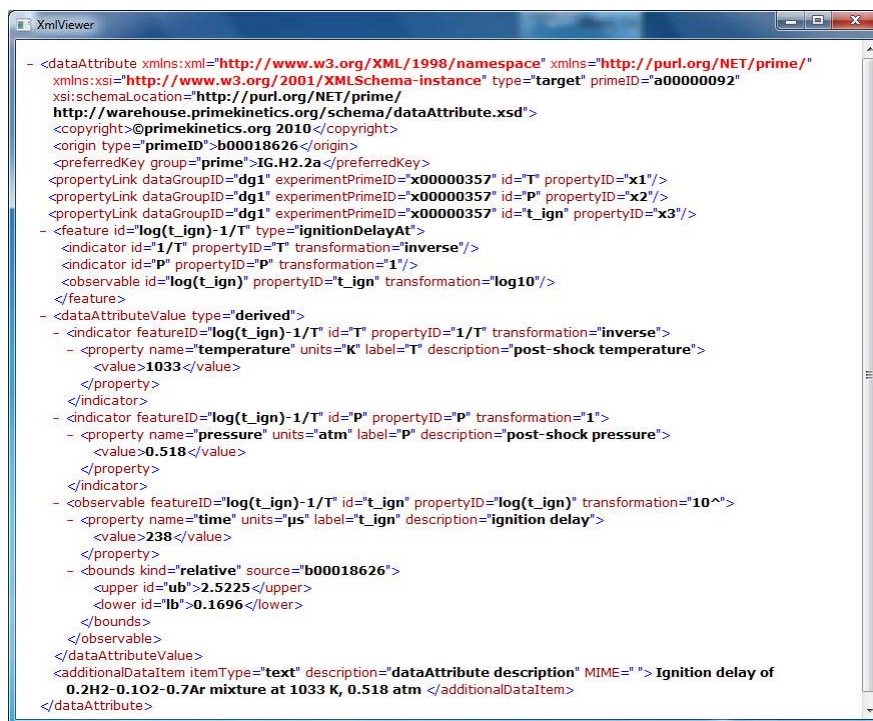 XmlViewer
- <dataAttribute xmlns:xml="http://www.w3.org/XML/1998/namespace" xmlns="http://purl.org/NET/prime/"
xmlns:xsi="http://www.w3.org/2001/XMLSchema-instance" type="target" primeID="a00000092"
xsi:schemaLocation="http://purl.org/NET/prime/
http://warehouse.primekinetics.org/schema/dataAttribute.xsd">
<copyright>©primekinetics.org 2010</copyright>
<origin type="primeID">b00018626</origin>
<preferredKey group="prime">IG.H2.2a</preferredKey>
<propertyLink dataGroupID="dg1" experimentPrimeID="x00000357" id="T" propertyID="x1"/>
<propertyLink dataGroupID="dg1" experimentPrimeID="x00000357" id="P" propertyID="x2"/>
<propertyLink dataGroupID="dg1" experimentPrimeID="x00000357" id="t_ign" propertyID="x3"/>
- <feature id="log(t_ign)-1/T" type="ignitionDelayAt">
<indicator id="1/T" propertyID="T" transformation="inverse"/>
<indicator id="P" propertyID="P" transformation="1"/>
<observable id="log(t_ign)" propertyID="t_ign" transformation="log10"/>
</feature>
- <dataAttributeValue type="derived">
- <indicator featureID="log(t_ign)-1/T" id="T" propertyID="1/T" transformation="inverse">
- <property name="temperature" units="K" label="T" description="post-shock temperature">
<value>1033</value>
</property>
</indicator>
- <indicator featureID="log(t_ign)-1/T" id="P" propertyID="P" transformation="1">
- <property name="pressure" units="atm" label="P" description="post-shock pressure">
<value>0.518</value>
</property>
</indicator>
- <observable featureID="log(t_ign)-1/T" id="t_ign" propertyID="log(t_ign)" transformation="10^">
- <property name="time" units="µs" label="t_ign" description="ignition delay">
<value>238</value>
</property>
- <bounds kind="relative" source="b00018626">
<upper id="ub">2.5225</upper>
<lower id="lb">0.1696</lower>
</bounds>
</observable>
</dataAttributeValue>
<additionalDataItem itemType="text" description="dataAttribute description" MIME=" "> Ignition delay of
0.2H2-0.1O2-0.7Ar mixture at 1033 K, 0.518 atm </additionalDataItem>
</dataAttribute>